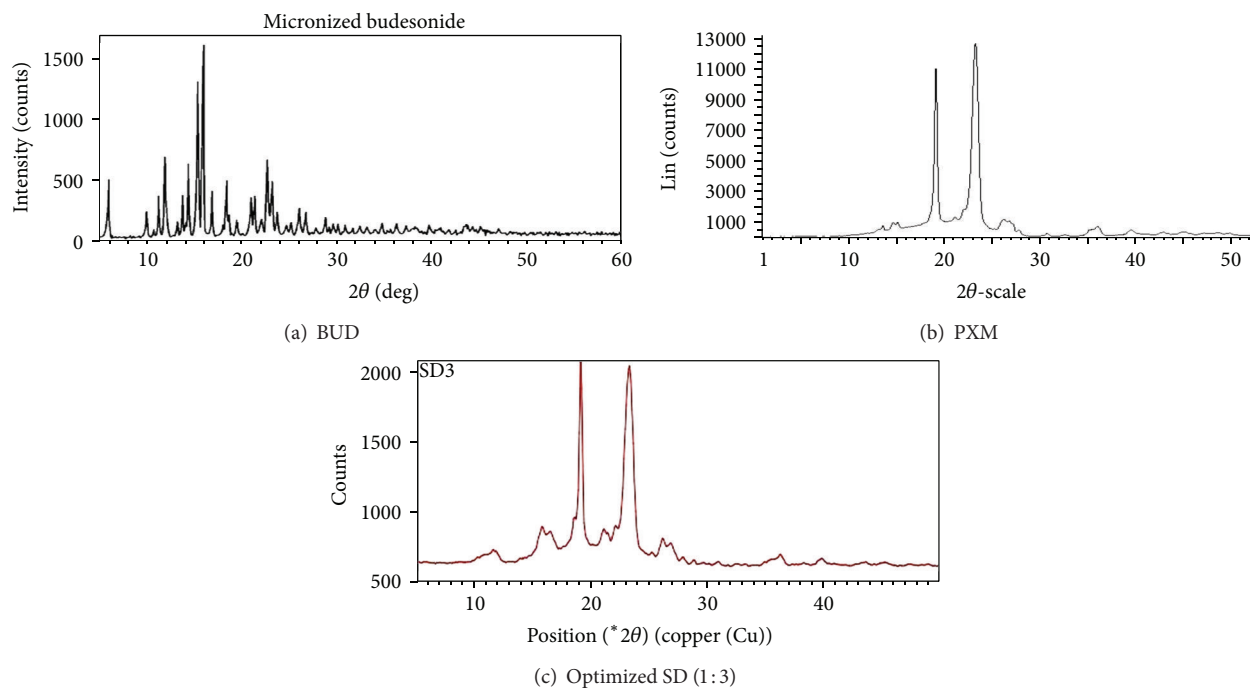 Micronized budesonide
1500
1000
500
0
Intensity (counts)
10 20 30 40 50 60
2θ (deg)
(a) BUD
13000
11000
9000
7000
5000
3000
1000
Lin (counts)
1 10 20 30 40 50
2θ-scale
(b) PXM
SD3
2000
1500
1000
500
Counts
10 20 30 40
Position (*2θ) (copper (Cu))
(c) Optimized SD (1:3)